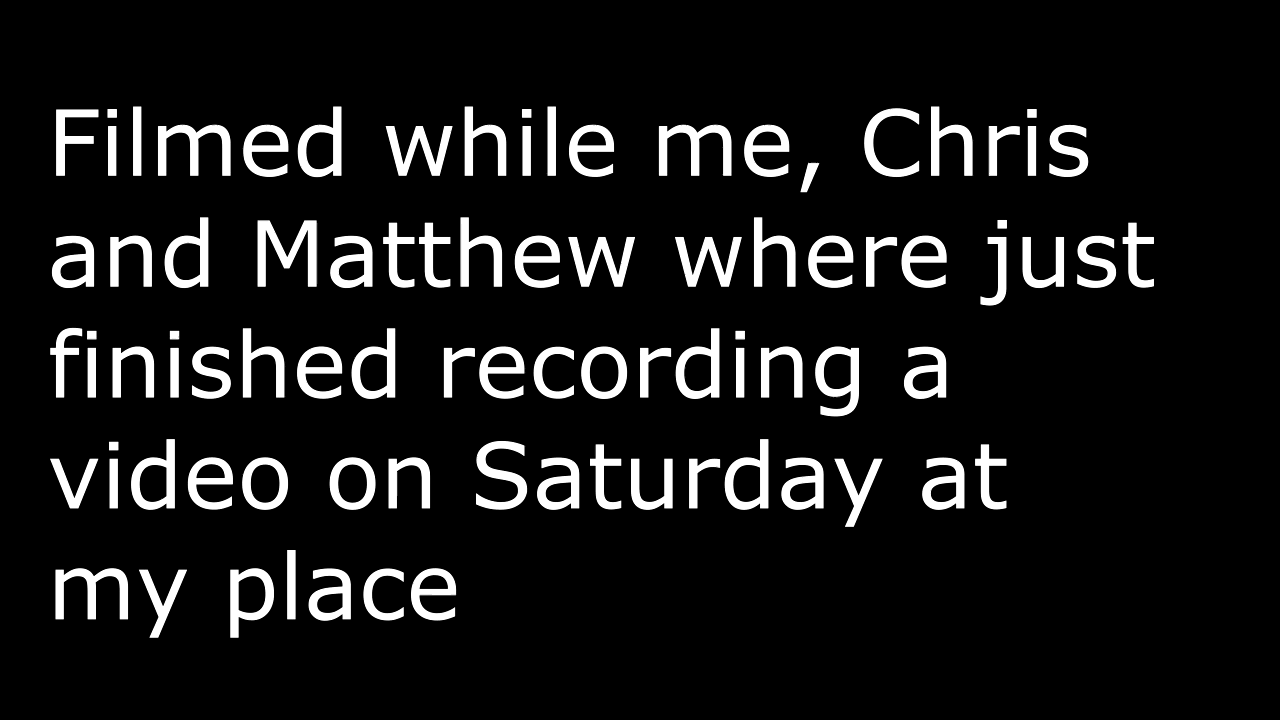 Filmed while me, Chris
and Matthew where just
finished recording a
video on Saturday at
my place